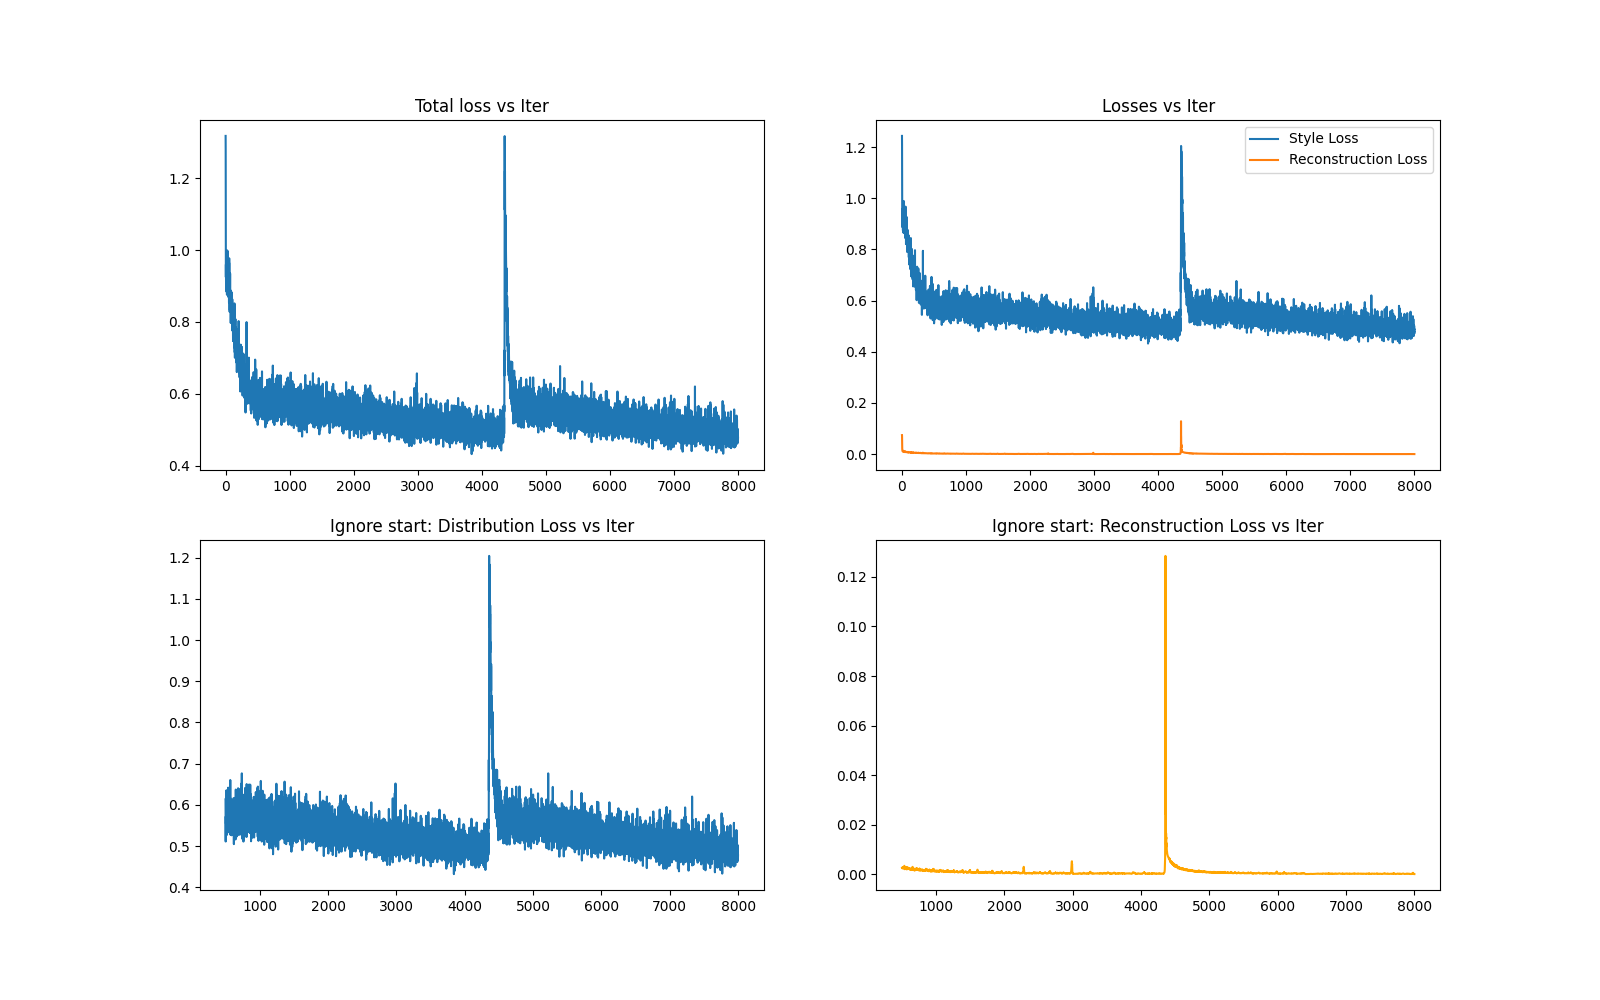 Total loss vs Iter
1.2
1.0
0.8
0.6
0.4
0 1000 2000 3000 4000 5000 6000 7000 8000
Losses vs Iter
Style Loss
Reconstruction Loss
1.2
1.0
0.8
0.6
0.4
0.2
0.0
0 1000 2000 3000 4000 5000 6000 7000 8000
Ignore start: Distribution Loss vs Iter
1.2
1.1
1.0
0.9
0.8
0.7
0.6
0.5
0.4
1000 2000 3000 4000 5000 6000 7000 8000
Ignore start: Reconstruction Loss vs Iter
0.12
0.10
0.08
0.06
0.04
0.02
0.00
1000 2000 3000 4000 5000 6000 7000 8000